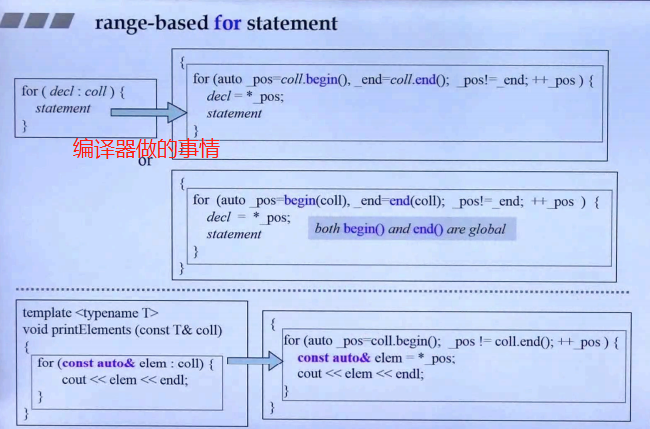 range-based for statement
for ( decl : coll ) {
statement
}
{
for (auto _pos=coll.begin(), _end=coll.end(); _pos!=_end; ++_pos ) {
decl = *_pos;
statement
}
}
编译器做的事情
or
{
for (auto _pos=begin(coll), _end=end(coll); _pos!=_end; ++_pos ) {
decl = *_pos;
statement
both begin() and end() are global
}
}
template <typename T>
void printElements (const T& coll)
{
for (const auto& elem : coll) {
cout << elem << endl;
}
}
{
for (auto _pos=coll.begin(); _pos != coll.end(); ++_pos ) {
const auto& elem = *_pos;
cout << elem << endl;
}
}